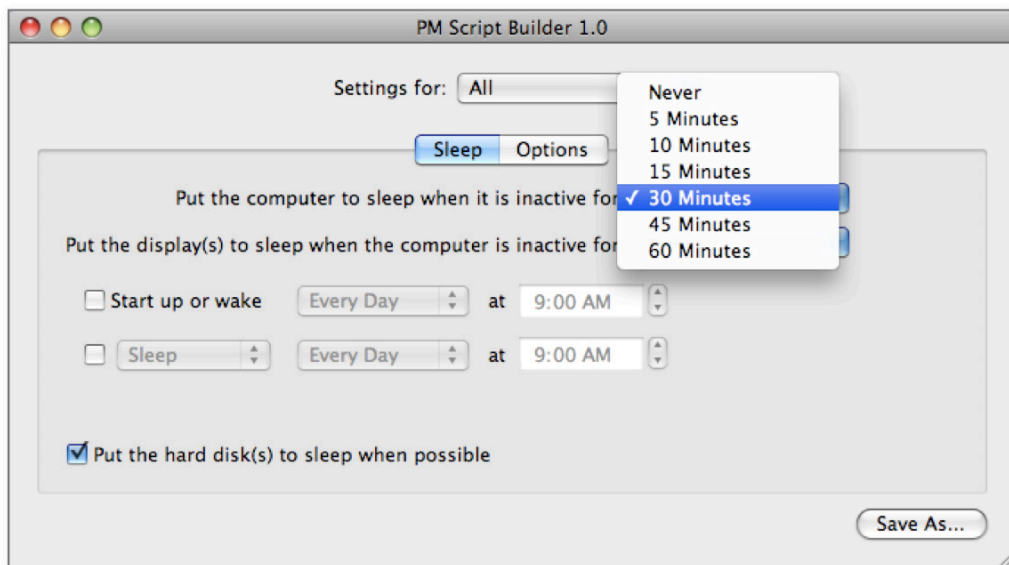 PM Script Builder 1.0
Settings for: All
Never
5 Minutes
10 Minutes
15 Minutes
✓ 30 Minutes
45 Minutes
60 Minutes
Sleep Options
Put the computer to sleep when it is inactive for
Put the display(s) to sleep when the computer is inactive for
Start up or wake Every Day at 9:00 AM
Sleep Every Day at 9:00 AM
Put the hard disk(s) to sleep when possible
Save As...